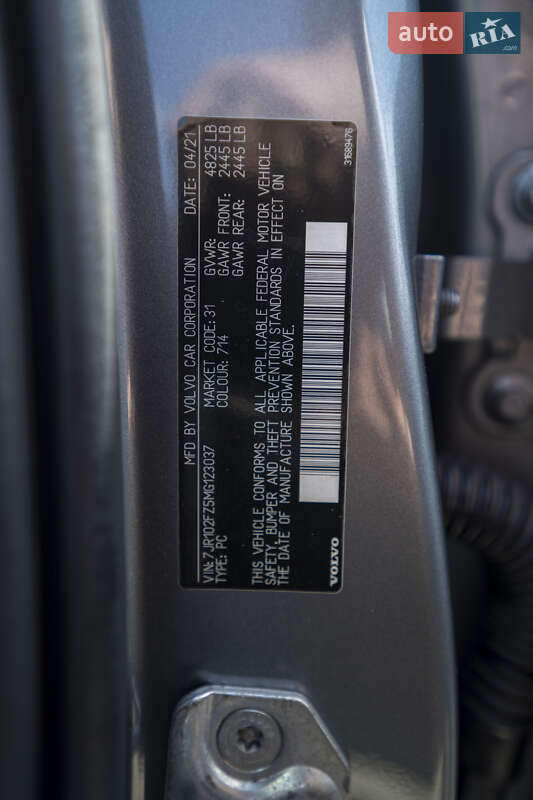 auto RIA .com
MFD BY VOLVO CAR CORPORATION DATE: 04/21
VIN: 7JR102FZ5MG123037 MARKET CODE: 31 GVWR: 4825 LB
TYPE: PC COLOUR: 714 GAWR FRONT: 2445 LB
GAWR REAR: 2445 LB
THIS VEHICLE CONFORMS TO ALL APPLICABLE FEDERAL MOTOR VEHICLE
SAFETY, BUMPER AND THEFT PREVENTION STANDARDS IN EFFECT ON
THE DATE OF MANUFACTURE SHOWN ABOVE.
VOLVO 31689476